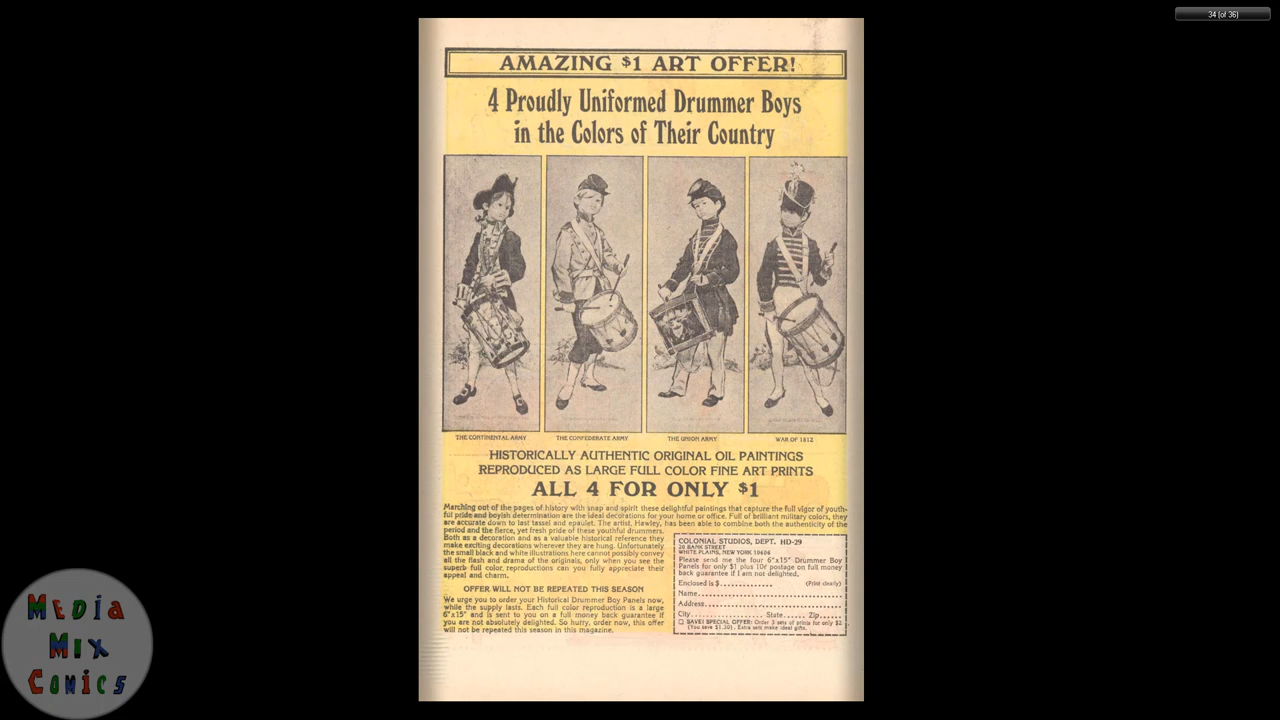 34 (of 36)
AMAZING $1 ART OFFER!
4 Proudly Uniformed Drummer Boys
in the Colors of Their Country
THE CONTINENTAL ARMY
THE CONFEDERATE ARMY
THE UNION ARMY
WAR OF 1812
HISTORICALLY AUTHENTIC ORIGINAL OIL PAINTINGS
REPRODUCED AS LARGE FULL COLOR FINE ART PRINTS
ALL 4 FOR ONLY $1
Marching out of the pages of history with snap and spirit these delightful paintings that capture the full vigor of youth-
ful pride and boyish determination are the ideal decorations for your home or office. Full of brilliant military colors, they
are accurate down to last tassel and epaulet. The artist, Hawley, has been able to combine both the authenticity of the
period and the fierce, yet fresh pride of these youthful drummers.
Both as a decoration and as a valuable historical reference they
make exciting decorations wherever they are hung. Unfortunately
the small black and white illustrations here cannot possibly convey
all the flash and drama of the originals, only when you see the
superb full color reproductions can you fully appreciate their
appeal and charm.
OFFER WILL NOT BE REPEATED THIS SEASON
We urge you to order your Historical Drummer Boy Panels now,
while the supply lasts. Each full color reproduction is a large
6"x15" and is sent to you on a full money back guarantee if
you are not absolutely delighted. So hurry, order now, this offer
will not be repeated this season in this magazine.
COLONIAL STUDIOS, DEPT. HD-29
20 BANK STREET
WHITE PLAINS, NEW YORK 10606
Please send me the four 6"x15" Drummer Boy
Panels for only $1 plus 10¢ postage on full money
back guarantee if I am not delighted.
Enclosed is $.............. (Print clearly)
Name
Address
City State Zip
□ SAVE! SPECIAL OFFER: Order 3 sets of prints for only $2
(You save $1.30). Extra sets make ideal gifts.
MEDIA
MIX
COMICS